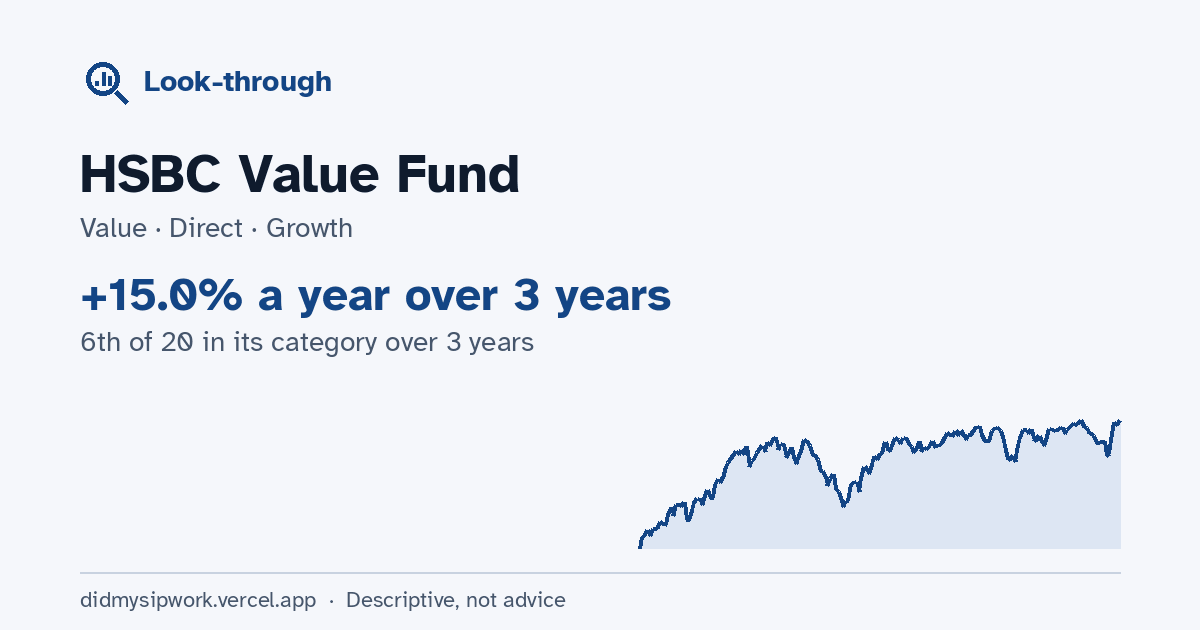 Look-through
HSBC Value Fund
Value · Direct · Growth
+15.0% a year over 3 years
6th of 20 in its category over 3 years
didmysipwork.vercel.app · Descriptive, not advice